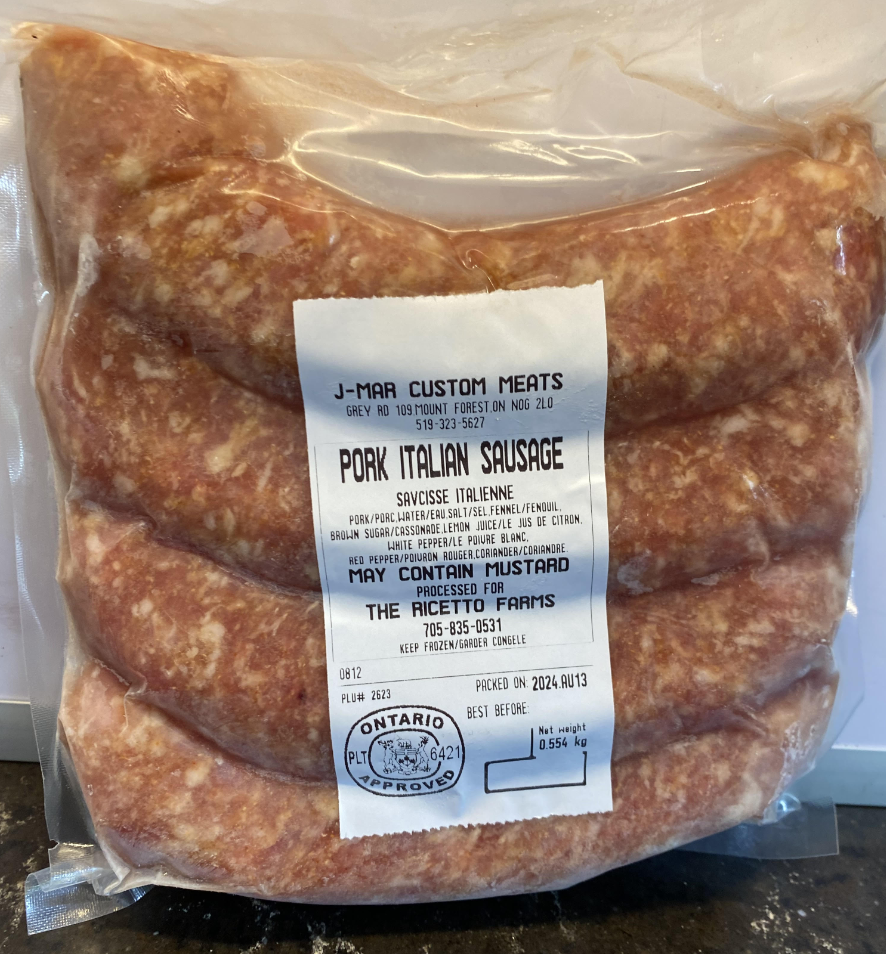 J-MAR CUSTOM MEATS
GREY RD 109 MOUNT FOREST,ON N0G 2L0
519-323-5627
PORK ITALIAN SAUSAGE
SAVCISSE ITALIENNE
PORK/PORC,WATER/EAU,SALT/SEL,FENNEL/FENOUIL,
BROWN SUGAR/CASSONADE,LEMON JUICE/LE JUS DE CITRON,
WHITE PEPPER/LE POIVRE BLANC,
RED PEPPER/POIVRON ROUGER,CORIANDER/CORIANDRE.
MAY CONTAIN MUSTARD
PROCESSED FOR
THE RICETTO FARMS
705-835-0531
KEEP FROZEN/GARDER CONGELE
0812
PLU# 2623
PACKED ON: 2024.AU13
BEST BEFORE:
Net weight
0.554 kg
ONTARIO
PLT 6421
APPROVED